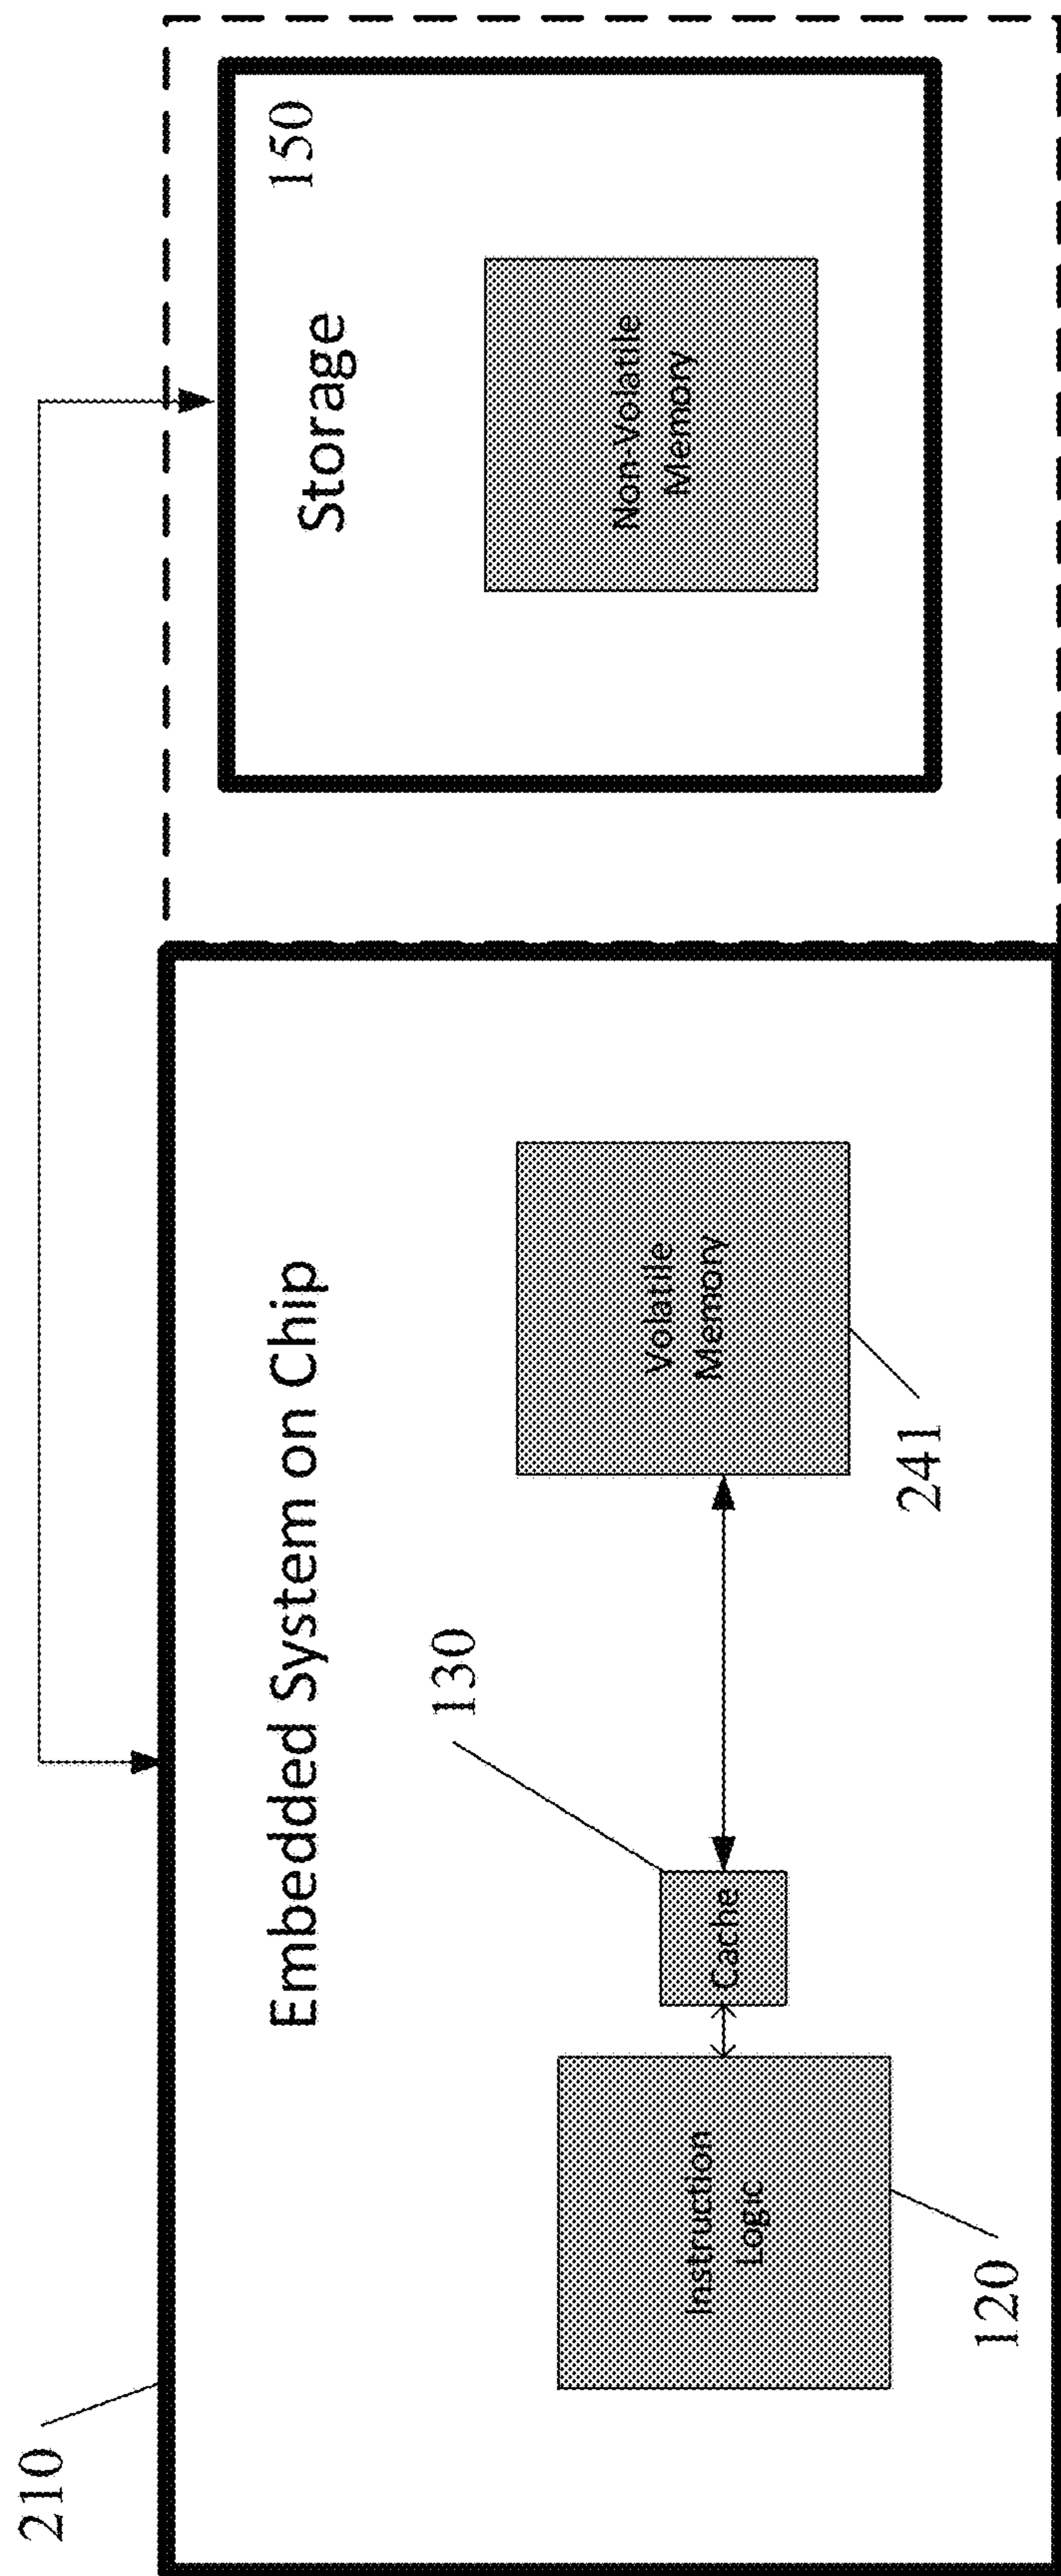 210
Embedded System on Chip
130
Instruction
Logic
Cache
Volatile
Memory
120
241
150
Storage
Non-Volatile
Memory